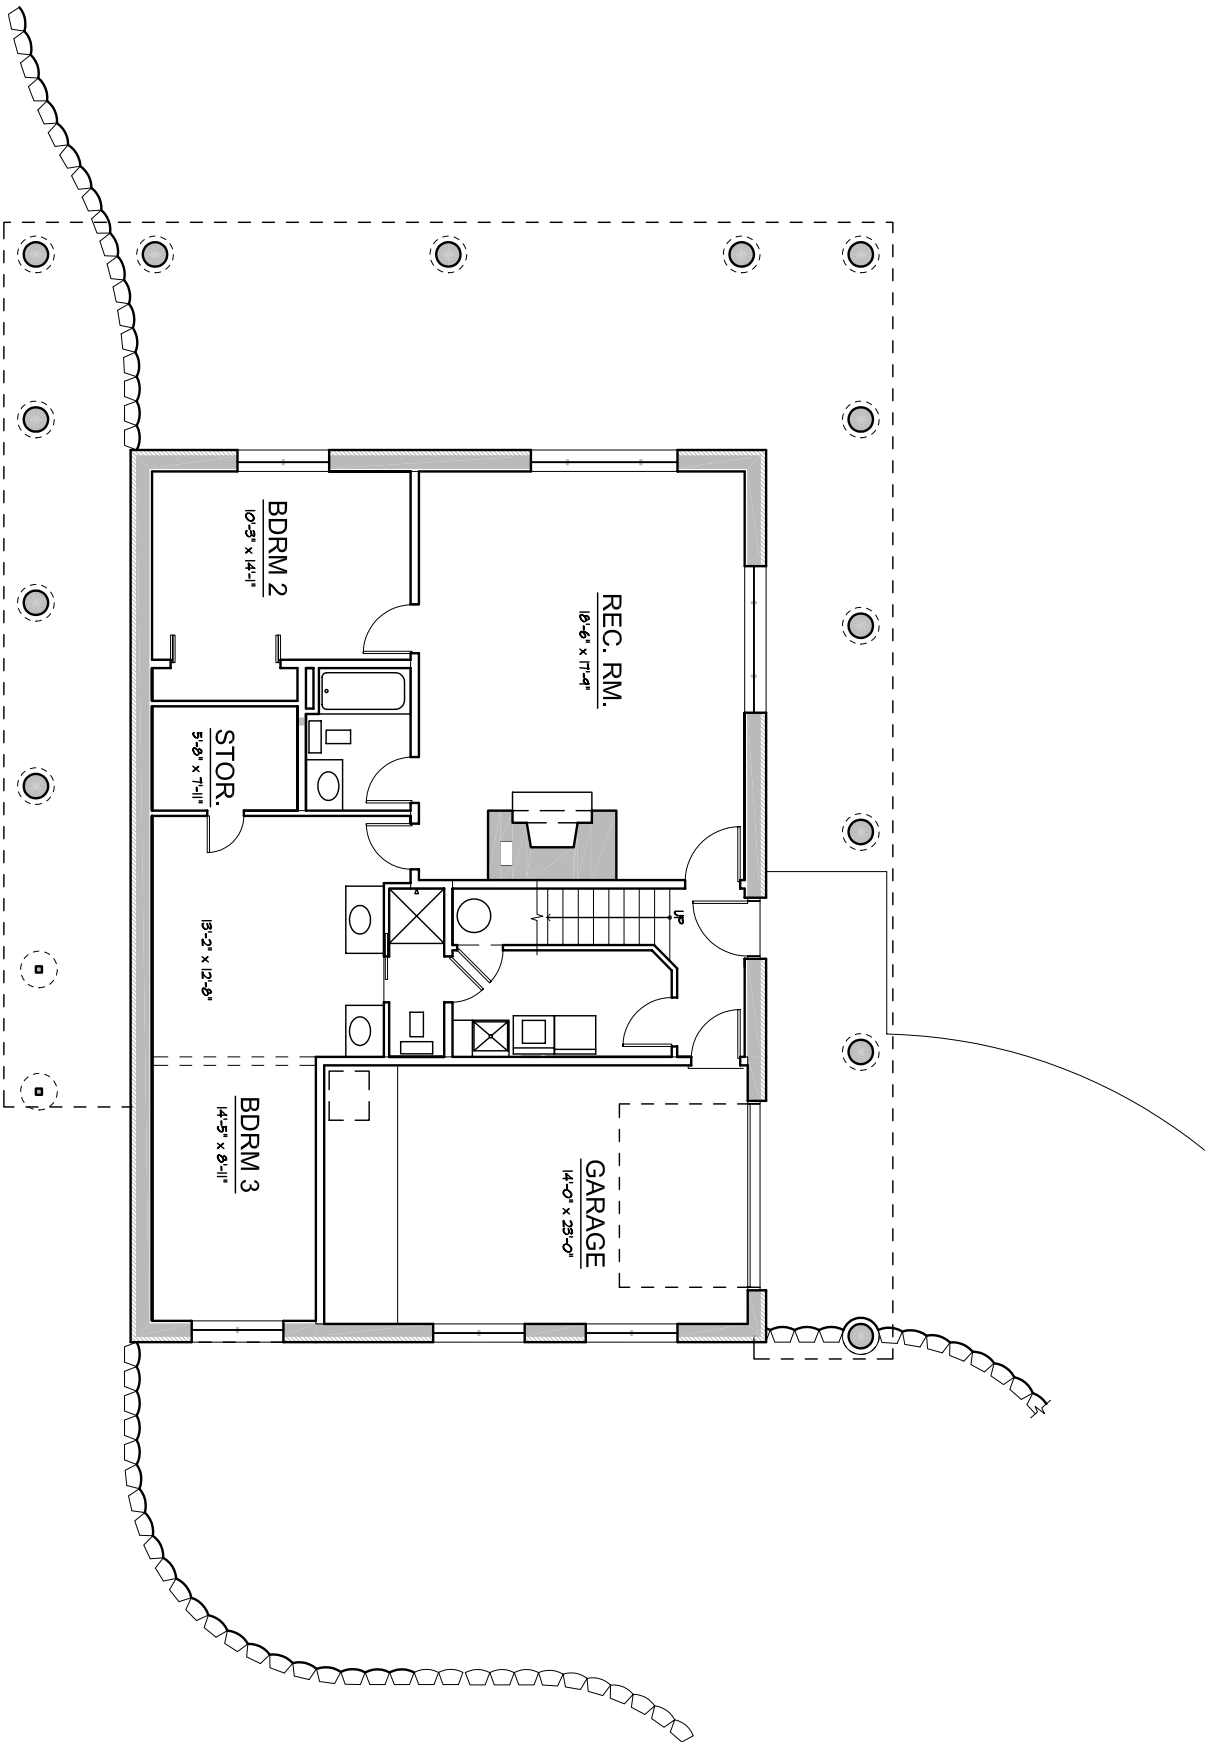 BDRM 2
10'-3" x 14'-1"
REC. RM.
18'-6" x 17'-9"
STOR.
5'-8" x 7'-11"
UP
13'-2" x 12'-8"
BDRM 3
14'-5" x 8'-11"
GARAGE
14'-0" x 23'-0"